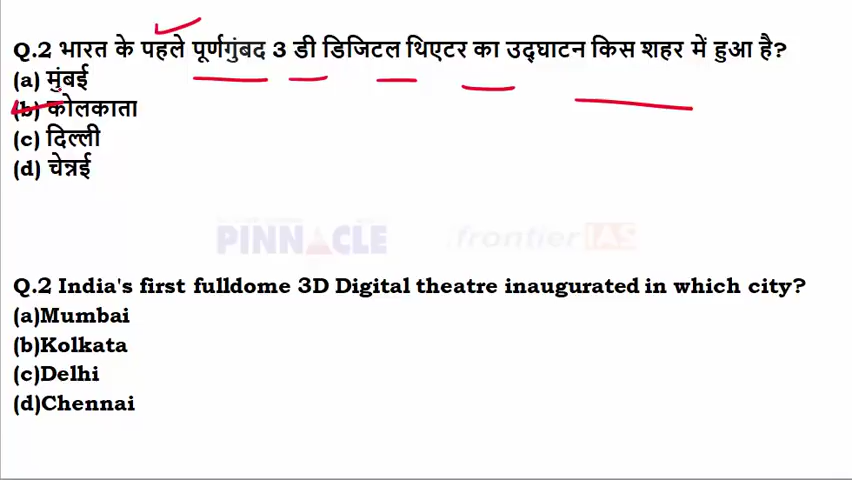 Q.2 भारत के पहले पूर्णगुंबद 3 डी डिजिटल थिएटर का उद्घाटन किस शहर में हुआ है?
(a) मुंबई
(b) कोलकाता
(c) दिल्ली
(d) चेन्नई
PINNACLE frontier IAS
Q.2 India's first fulldome 3D Digital theatre inaugurated in which city?
(a)Mumbai
(b)Kolkata
(c)Delhi
(d)Chennai